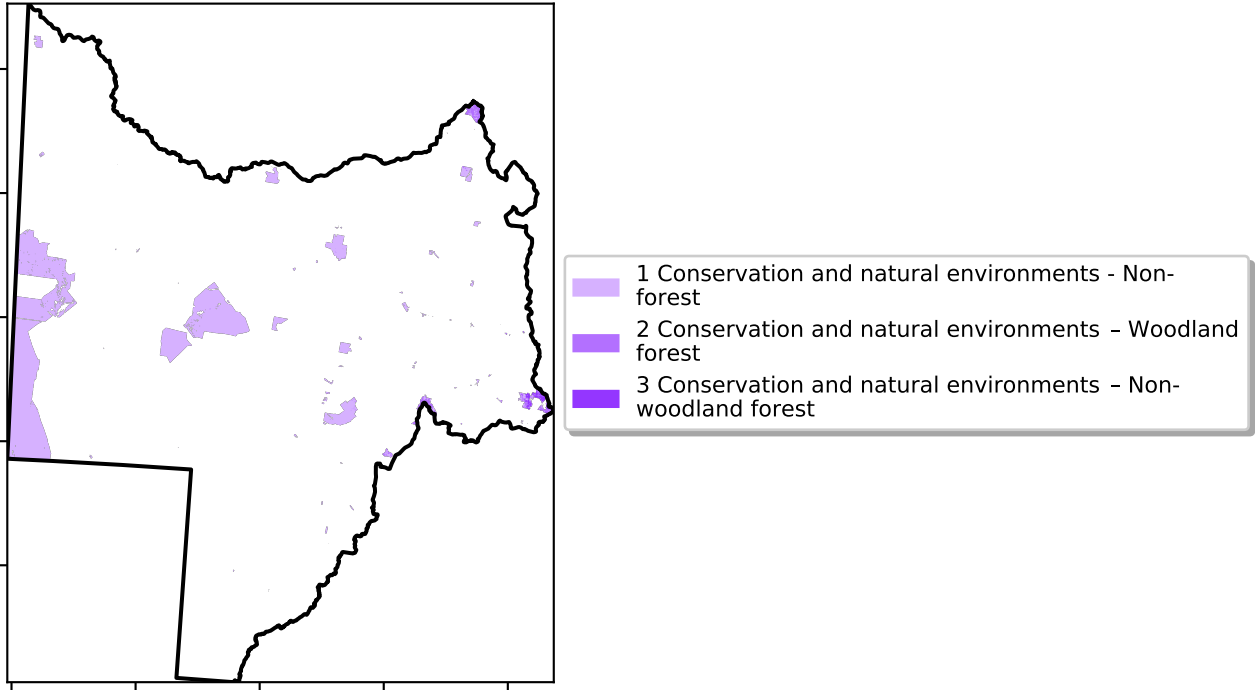 1 Conservation and natural environments - Non-
forest
2 Conservation and natural environments – Woodland
forest
3 Conservation and natural environments – Non-
woodland forest